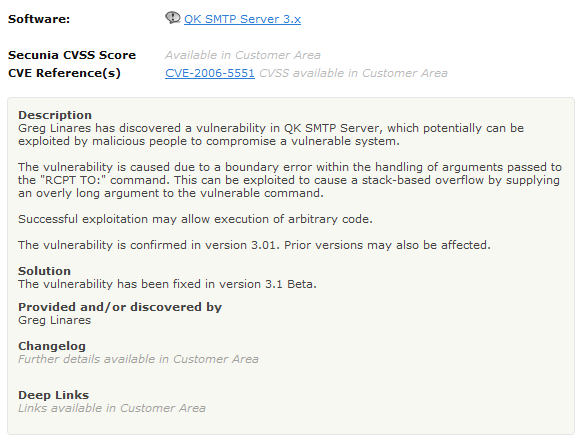 Software: QK SMTP Server 3.x
Secunia CVSS Score Available in Customer Area
CVE Reference(s) CVE-2006-5551 CVSS available in Customer Area
Description
Greg Linares has discovered a vulnerability in QK SMTP Server, which potentially can be
exploited by malicious people to compromise a vulnerable system.
The vulnerability is caused due to a boundary error within the handling of arguments passed to
the "RCPT TO:" command. This can be exploited to cause a stack-based overflow by supplying
an overly long argument to the vulnerable command.
Successful exploitation may allow execution of arbitrary code.
The vulnerability is confirmed in version 3.01. Prior versions may also be affected.
Solution
The vulnerability has been fixed in version 3.1 Beta.
Provided and/or discovered by
Greg Linares
Changelog
Further details available in Customer Area
Deep Links
Links available in Customer Area